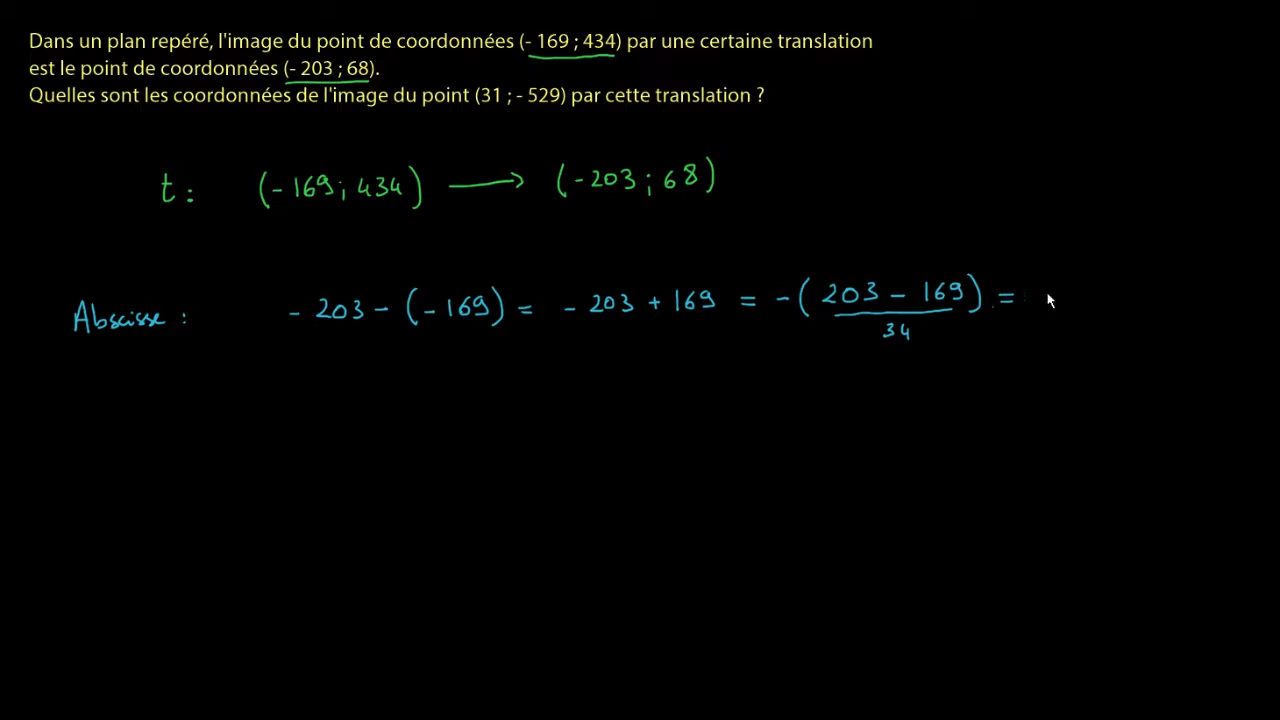 Dans un plan repéré, l'image du point de coordonnées (- 169 ; 434) par une certaine translation
est le point de coordonnées (- 203 ; 68).
Quelles sont les coordonnées de l'image du point (31 ; - 529) par cette translation ?
t : (-169 ; 434) → (-203 ; 68)
Abscisse : - 203 - (-169) = - 203 + 169 = - (203 - 169) =
34